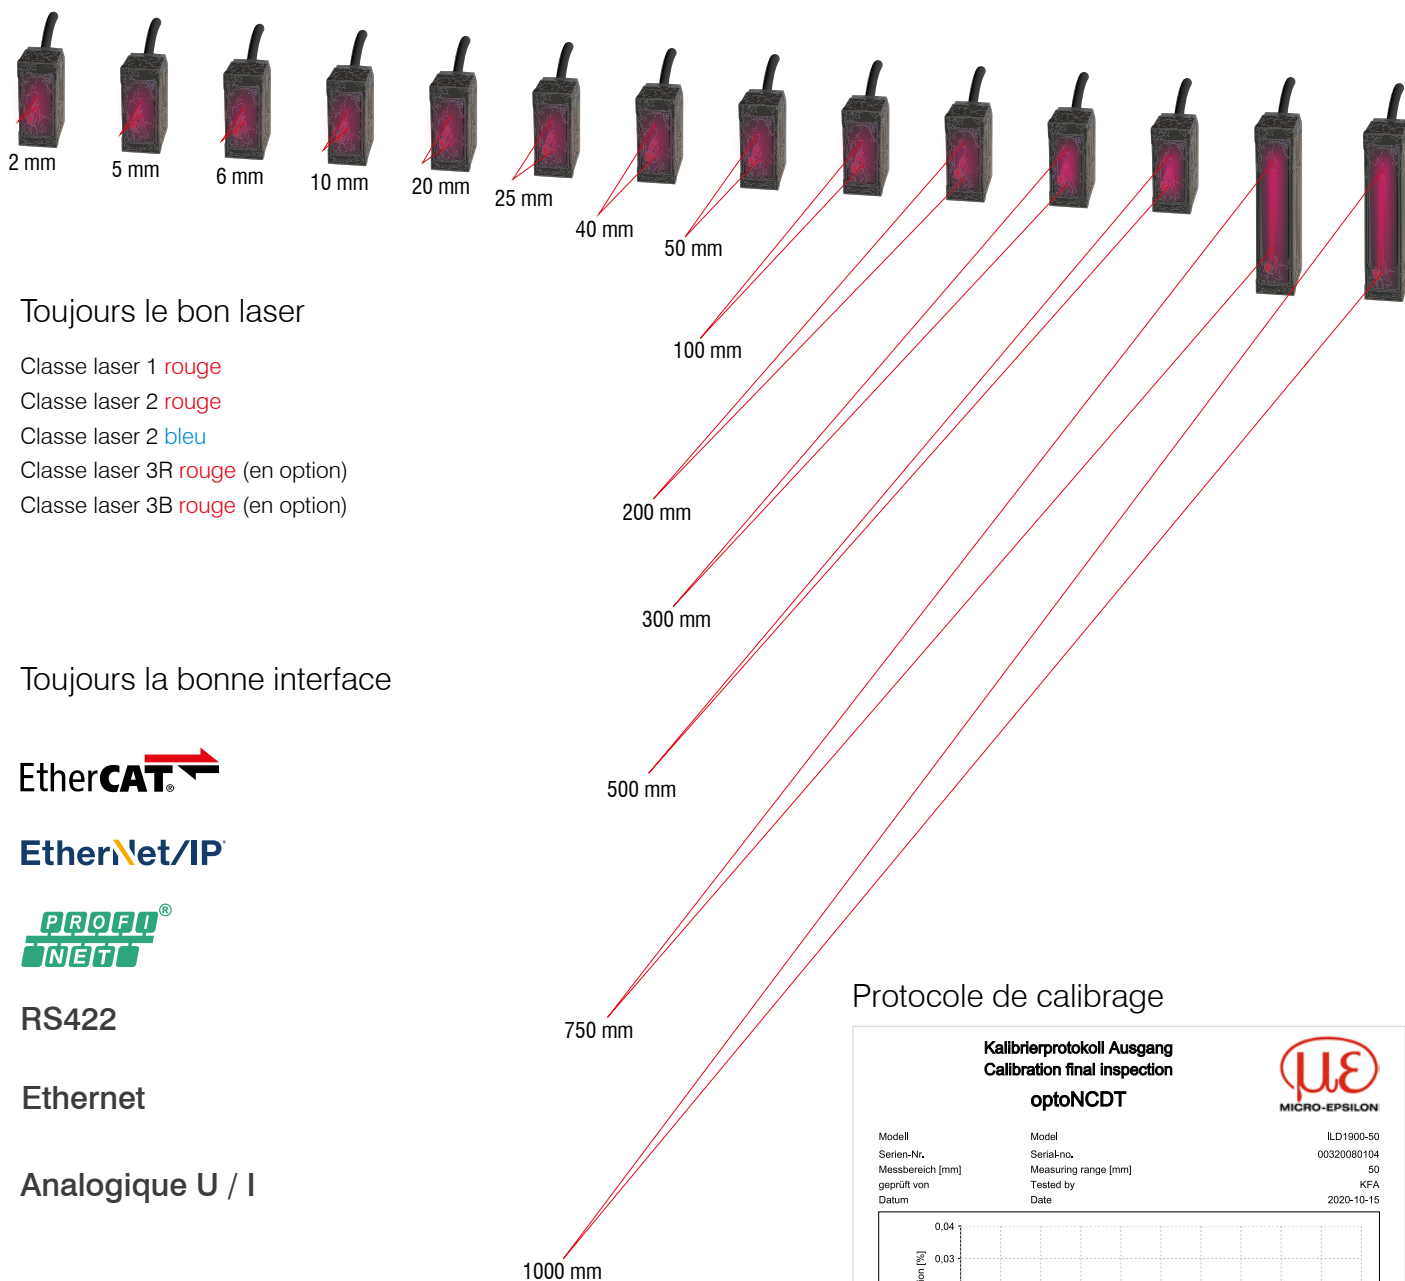 2 mm
5 mm
6 mm
10 mm
20 mm
25 mm
40 mm
50 mm
100 mm
200 mm
300 mm
500 mm
750 mm
1000 mm
Toujours le bon laser
Classe laser 1 rouge
Classe laser 2 rouge
Classe laser 2 bleu
Classe laser 3R rouge (en option)
Classe laser 3B rouge (en option)
Toujours la bonne interface
EtherCAT®
EtherNet/IP
PROFI®
NET
RS422
Ethernet
Analogique U / I
Protocole de calibrage
Kalibrierprotokoll Ausgang
Calibration final inspection
optoNCDT
µε
MICRO-EPSILON
Modell Model ILD1900-50
Serien-Nr. Serial-no. 00320080104
Messbereich [mm] Measuring range [mm] 50
geprüft von Tested by KFA
Datum Date 2020-10-15
0,04
0,03